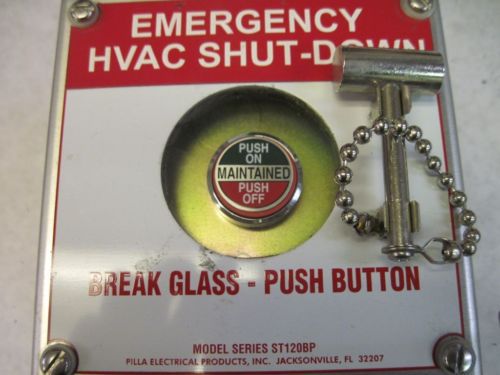 EMERGENCY
HVAC SHUT-DOWN
PUSH
ON
MAINTAINED
PUSH
OFF
BREAK GLASS - PUSH BUTTON
MODEL SERIES ST120BP
PILLA ELECTRICAL PRODUCTS, INC. JACKSONVILLE, FL 32207